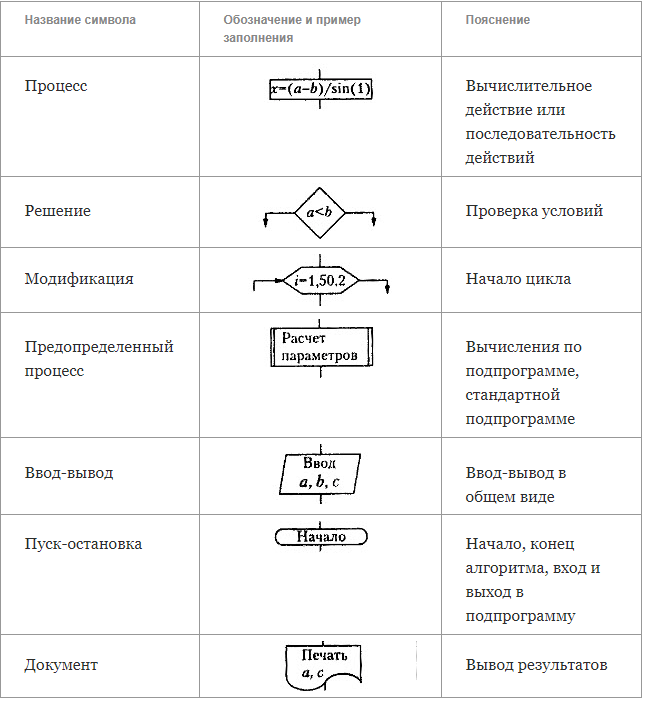 Название символа
Обозначение и пример
заполнения
Пояснение
Процесс
x=(a–b)/sin(1)
Вычислительное
действие или
последовательность
действий
Решение
a<b
Проверка условий
Модификация
i=1,50,2
Начало цикла
Предопределенный
процесс
Расчет
параметров
Вычисления по
подпрограмме,
стандартной
подпрограмме
Ввод-вывод
Ввод
a, b, c
Ввод-вывод в
общем виде
Пуск-остановка
Начало
Начало, конец
алгоритма, вход и
выход в
подпрограмму
Документ
Печать
a, c
Вывод результатов